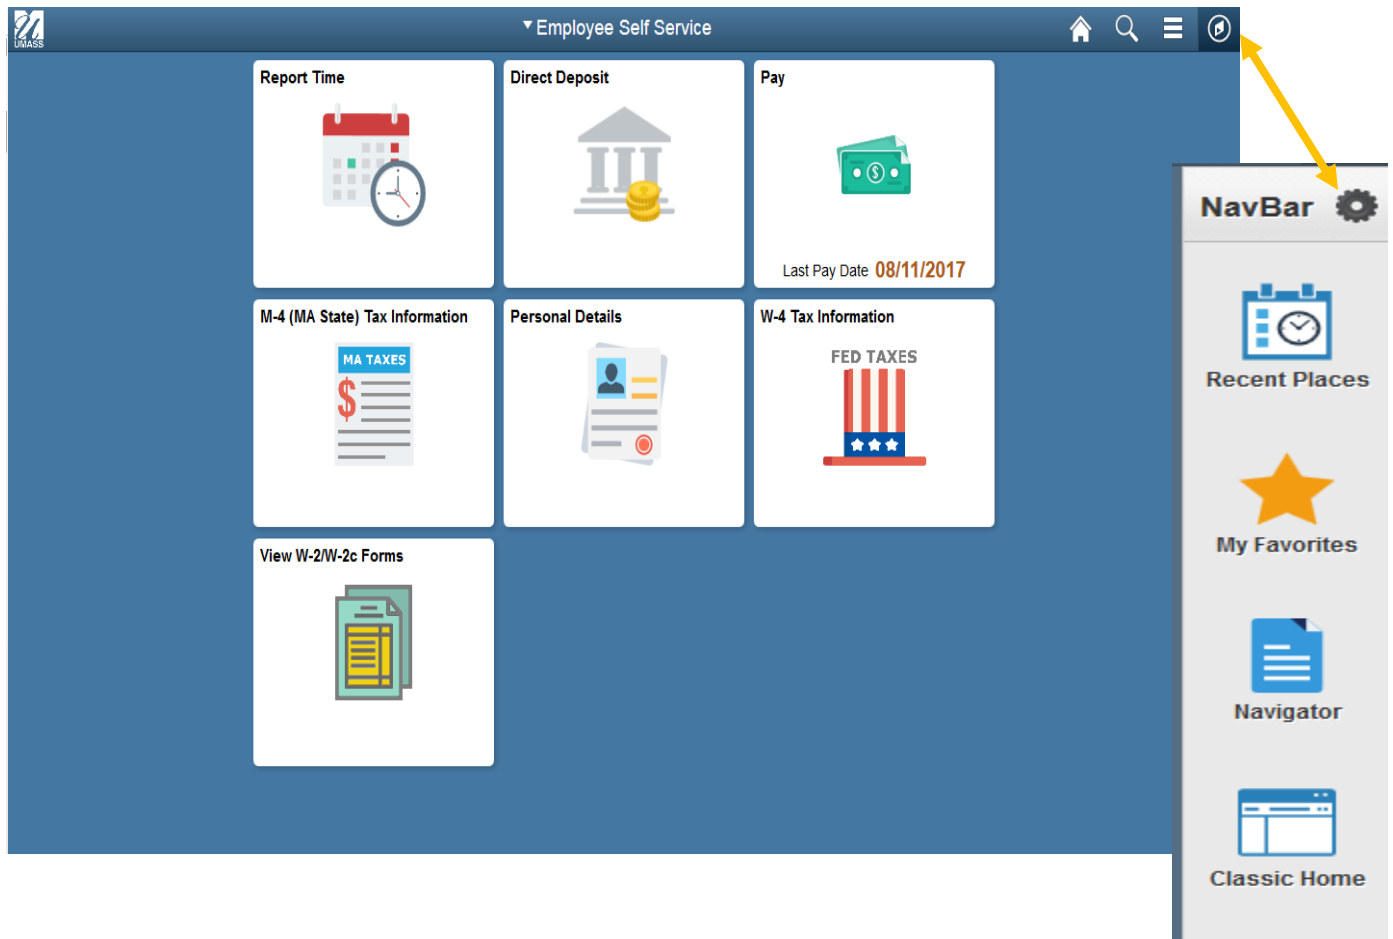 UMASS
Employee Self Service
Report Time
Direct Deposit
Pay
Last Pay Date 08/11/2017
M-4 (MA State) Tax Information
MA TAXES
$
Personal Details
W-4 Tax Information
FED TAXES
View W-2/W-2c Forms
NavBar
Recent Places
My Favorites
Navigator
Classic Home